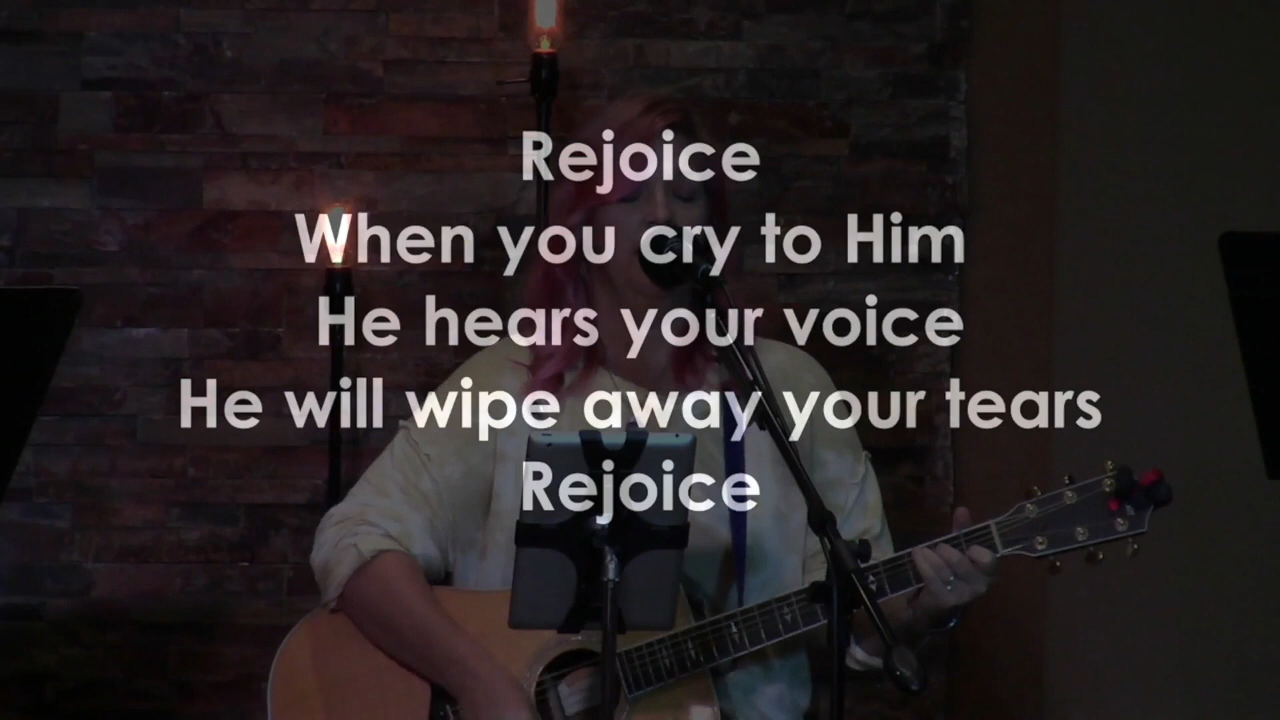 Rejoice
When you cry to Him
He hears your voice
He will wipe away your tears
Rejoice